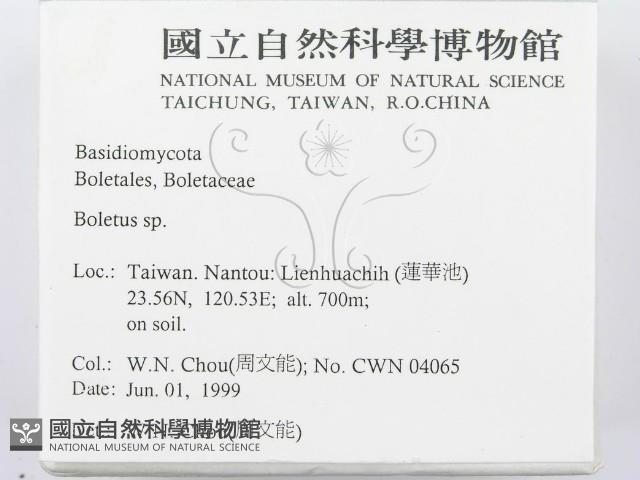 國立自然科學博物館
NATIONAL MUSEUM OF NATURAL SCIENCE
TAICHUNG, TAIWAN, R.O.CHINA
Basidiomycota
Boletales, Boletaceae
Boletus sp.
Loc.: Taiwan. Nantou: Lienhuachih (蓮華池)
23.56N, 120.53E; alt. 700m;
on soil.
Col.: W.N. Chou(周文能); No. CWN 04065
Date: Jun. 01, 1999
文能)
國立自然科學博物館
NATIONAL MUSEUM OF NATURAL SCIENCE